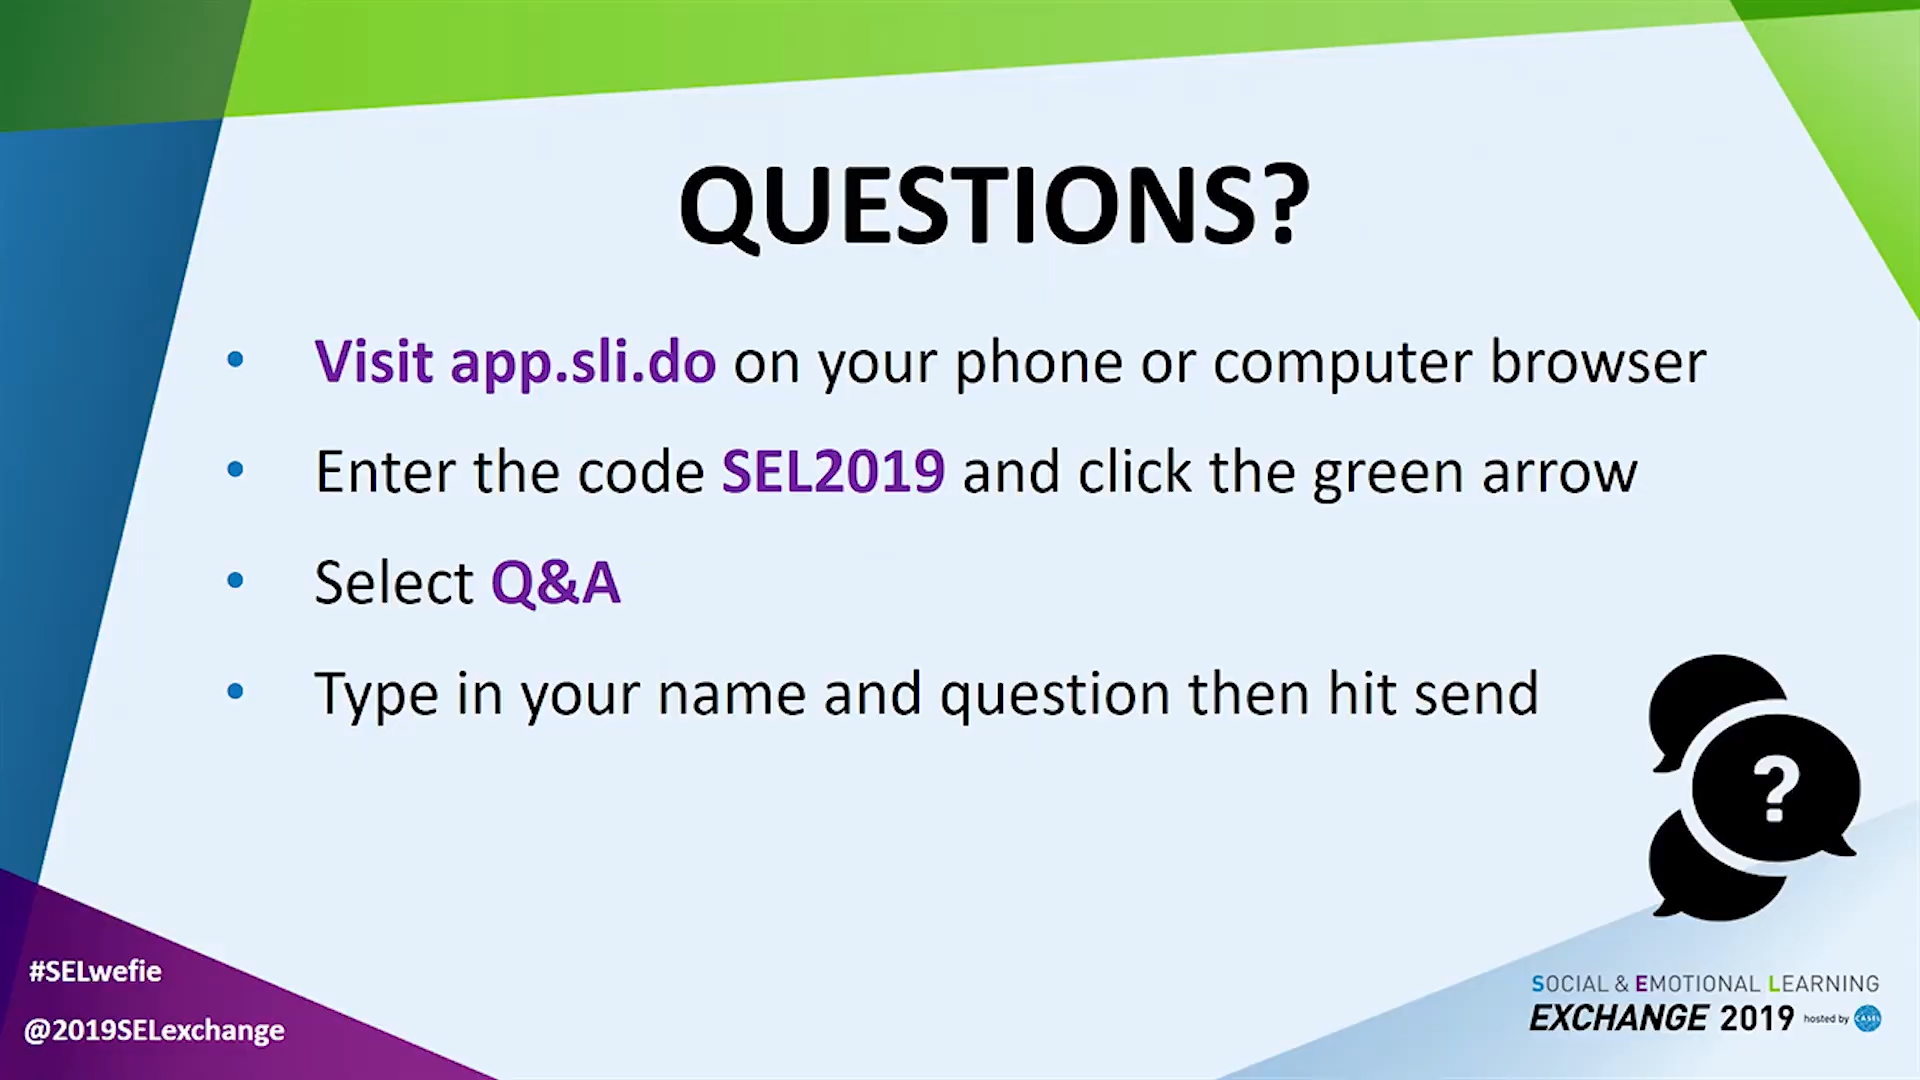 QUESTIONS?
• Visit app.sli.do on your phone or computer browser
• Enter the code SEL2019 and click the green arrow
• Select Q&A
• Type in your name and question then hit send
?
#SELwefie
@2019SELexchange
SOCIAL & EMOTIONAL LEARNING
EXCHANGE 2019 hosted by CASEL